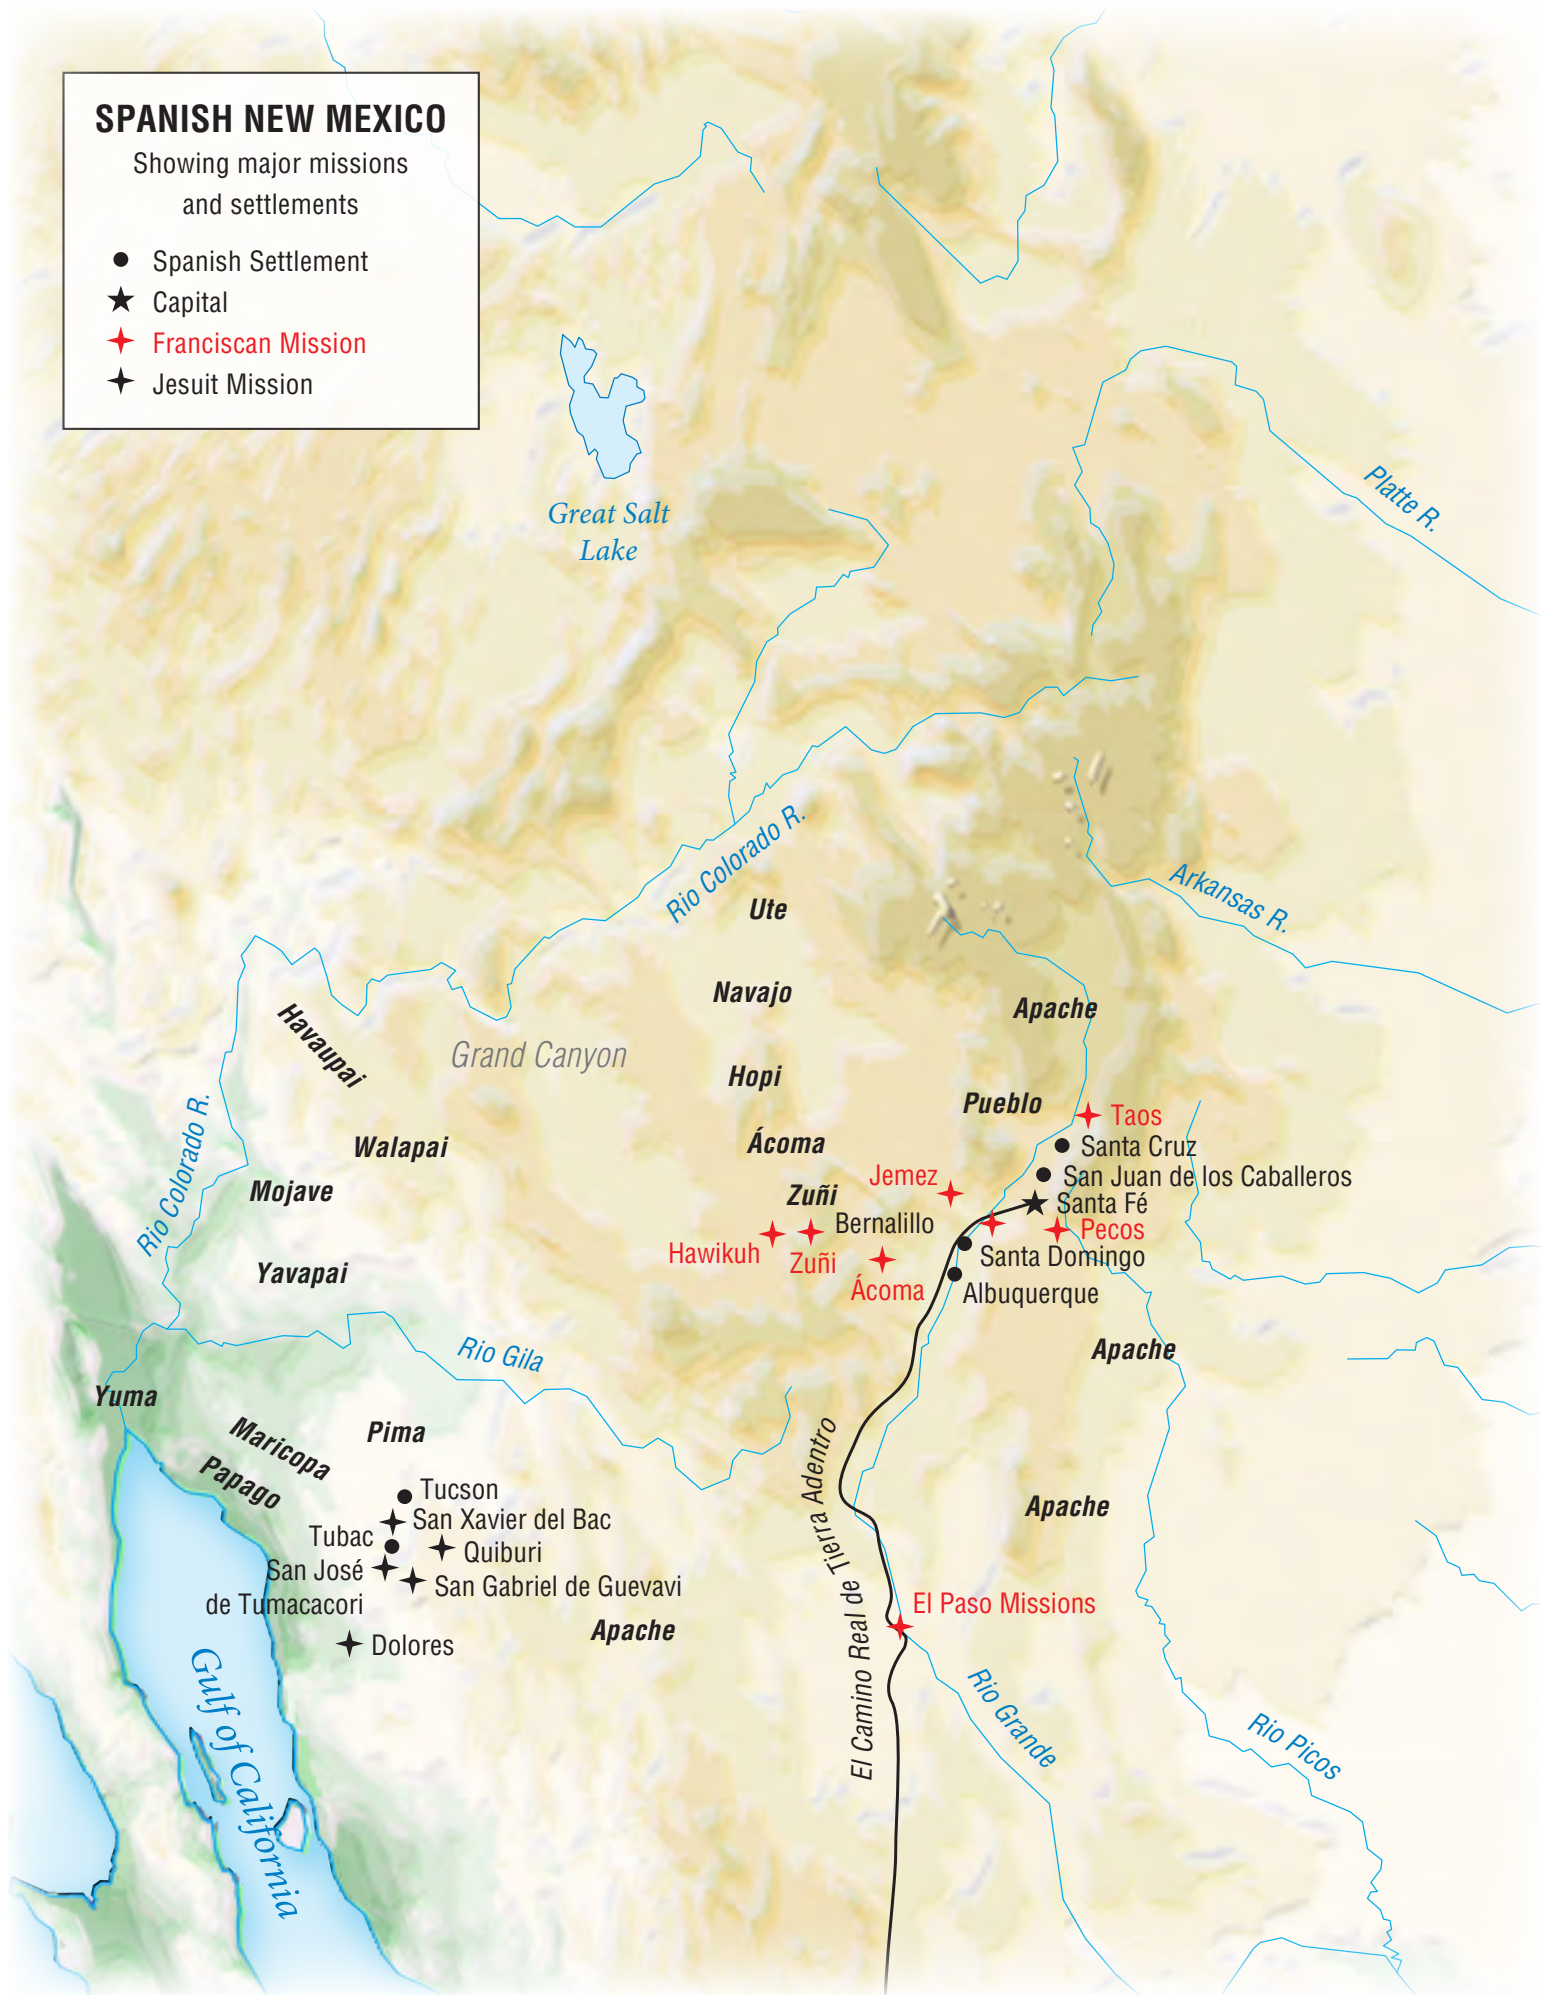 SPANISH NEW MEXICO
Showing major missions
and settlements
Spanish Settlement
Capital
Franciscan Mission
Jesuit Mission
Great Salt
Lake
Platte R.
Rio Colorado R.
Arkansas R.
Ute
Navajo
Apache
Havaupai
Grand Canyon
Hopi
Pueblo
Taos
Rio Colorado R.
Walapai
Ácoma
Santa Cruz
Jemez
San Juan de los Caballeros
Mojave
Zuñi
Santa Fé
Bernalillo
Pecos
Hawikuh
Zuñi
Santa Domingo
Yavapai
Ácoma
Albuquerque
Rio Gila
Apache
Yuma
Maricopa
Pima
Papago
Tucson
San Xavier del Bac
Apache
Tubac
Quiburi
San José
de Tumacacori
San Gabriel de Guevavi
El Camino Real de Tierra Adentro
El Paso Missions
Apache
Dolores
Gulf of California
Rio Grande
Rio Picos